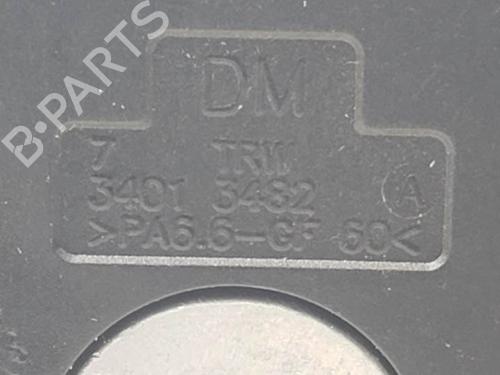 B-PARTS
DM
7 TRW
3401 3482 A
>PA6.6-GF 60<